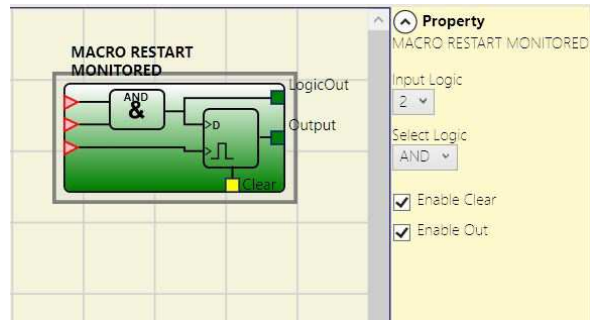 MACRO RESTART
MONITORED
LogicOut
AND
&
D
Output
Clear
Property
MACRO RESTART MONITORED
Input Logic
2
Select Logic
AND
Enable Clear
Enable Out